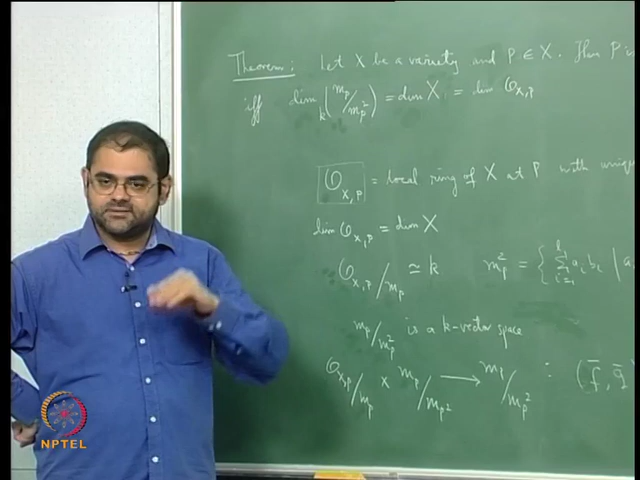 Theorem: Let X be a variety and P ∈ X. Then P i
iff dim_k (m_P/m_P^2) = dim X = dim O_{X,P}
O_{X,P} = local ring of X at P with uniqu
dim O_{X,P} = dim X
O_{X,P}/m_P ≃ k m_P^2 = { Σ_{i=1}^{l} a_i b_i | a
m_P/m_P^2 is a k-vector space
O_{X,P}/m_P × m_P/m_P^2 ⟶ m_P/m_P^2 : (f̄, ḡ
NPTEL